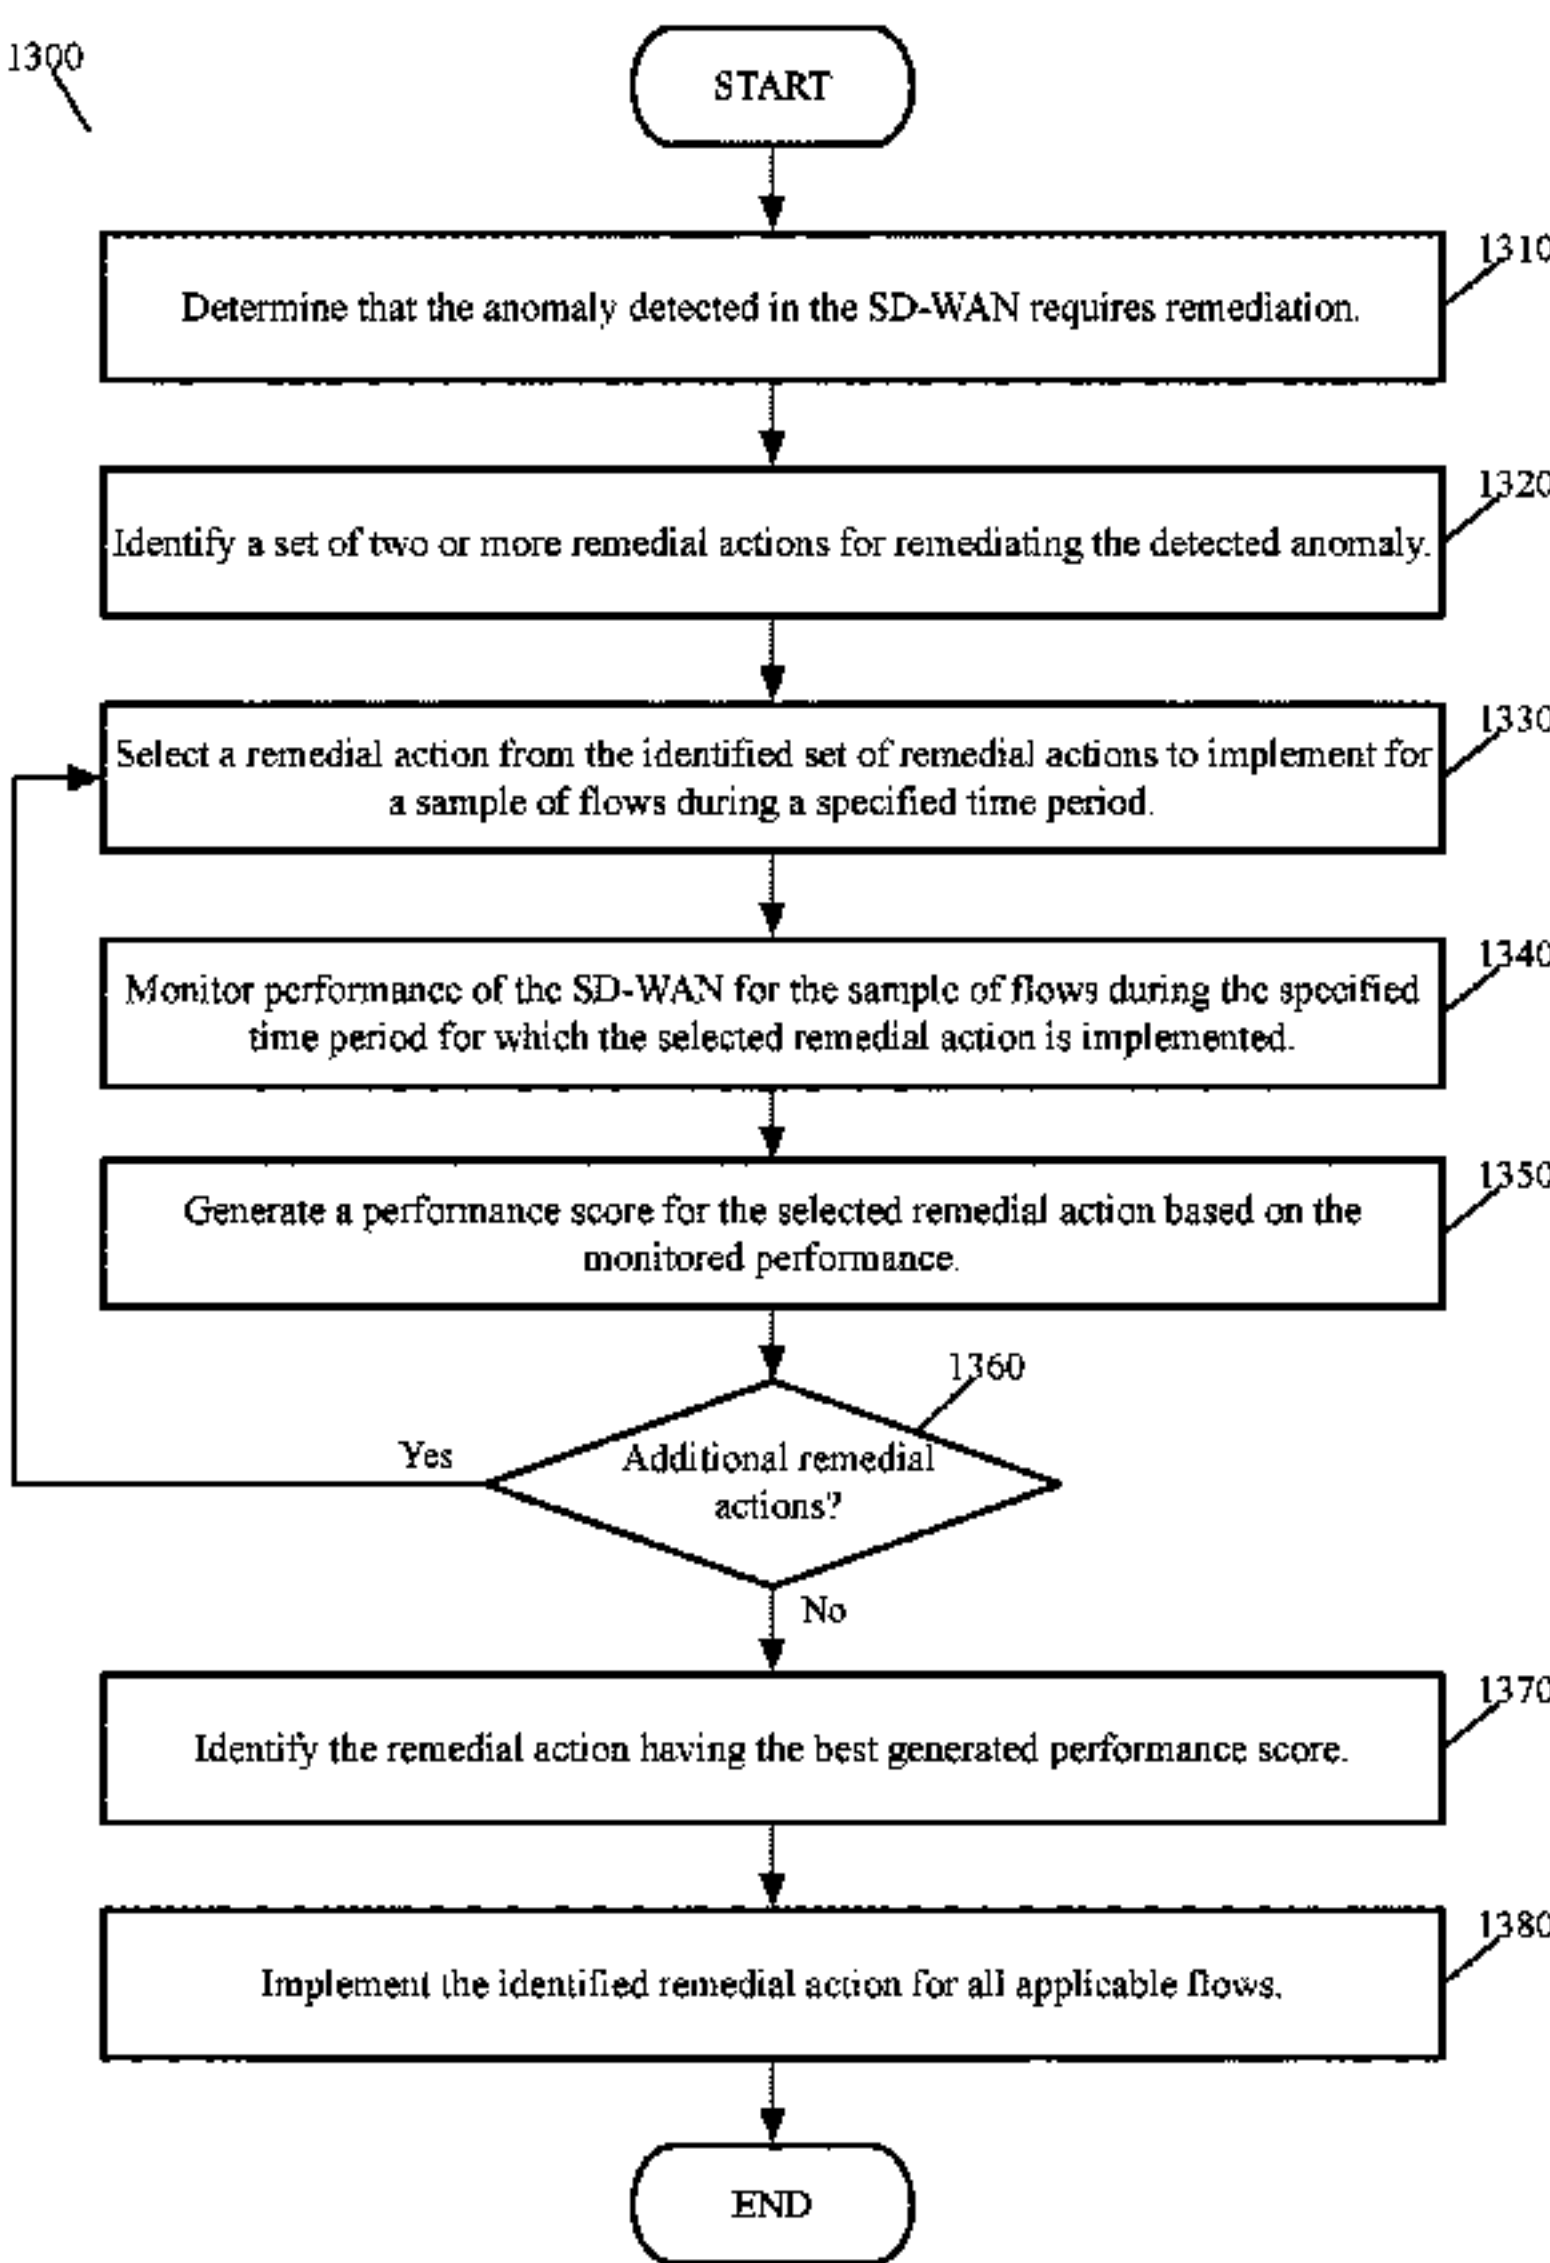 1300
START
1310
Determine that the anomaly detected in the SD-WAN requires remediation.
1320
Identify a set of two or more remedial actions for remediating the detected anomaly.
1330
Select a remedial action from the identified set of remedial actions to implement for
a sample of flows during a specified time period.
1340
Monitor performance of the SD-WAN for the sample of flows during the specified
time period for which the selected remedial action is implemented.
1350
Generate a performance score for the selected remedial action based on the
monitored performance.
1360
Yes
Additional remedial
actions?
No
1370
Identify the remedial action having the best generated performance score.
1380
Implement the identified remedial action for all applicable flows.
END